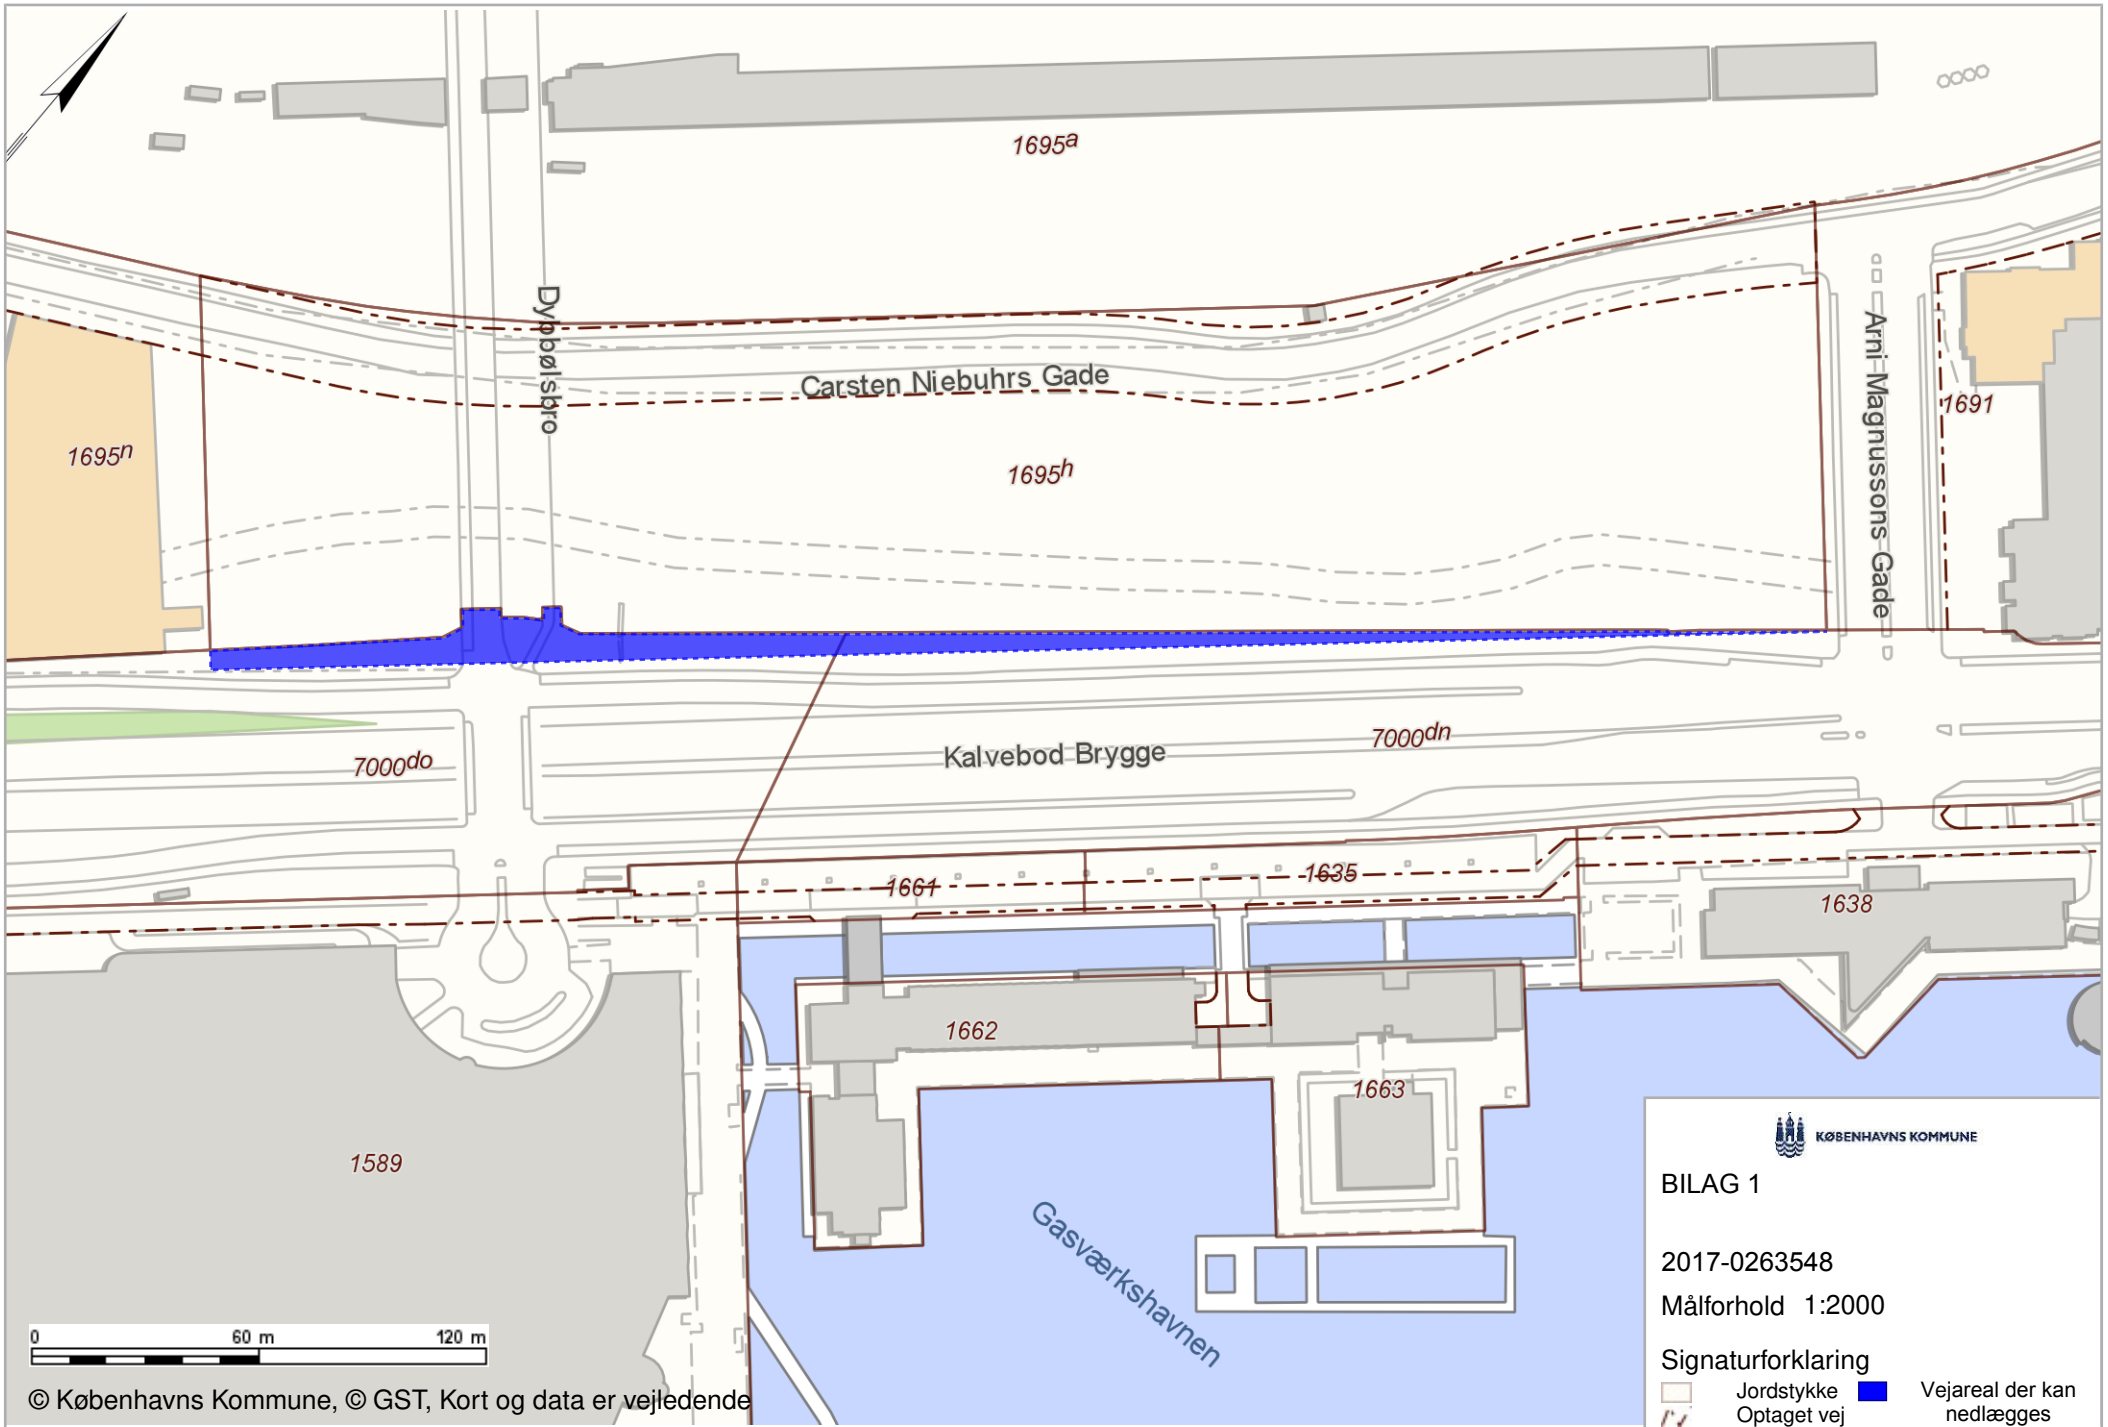 1695a
Dybbølsbro
Carsten Niebuhrs Gade
Arni Magnussons Gade
1691
1695n
1695h
7000do
Kalvebod Brygge
7000dn
1661
1635
1638
1662
1663
1589
Gasværkshavnen
KØBENHAVNS KOMMUNE
BILAG 1
2017-0263548
Målforhold 1:2000
Signaturforklaring
Jordstykke
Optaget vej
Vejareal der kan
nedlægges
0 60 m 120 m
© Københavns Kommune, © GST, Kort og data er vejledende